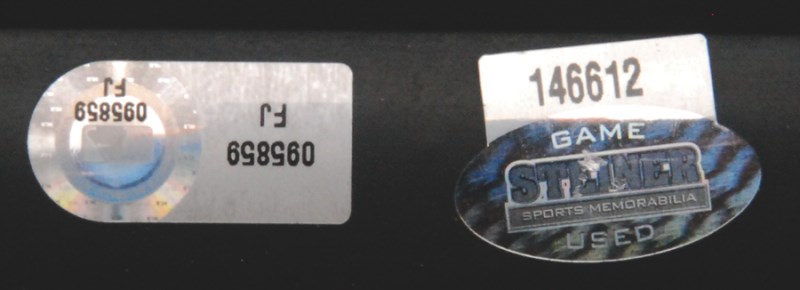 095859
FJ
095859
FJ
146612
GAME
STEINER
SPORTS MEMORABILIA
USED